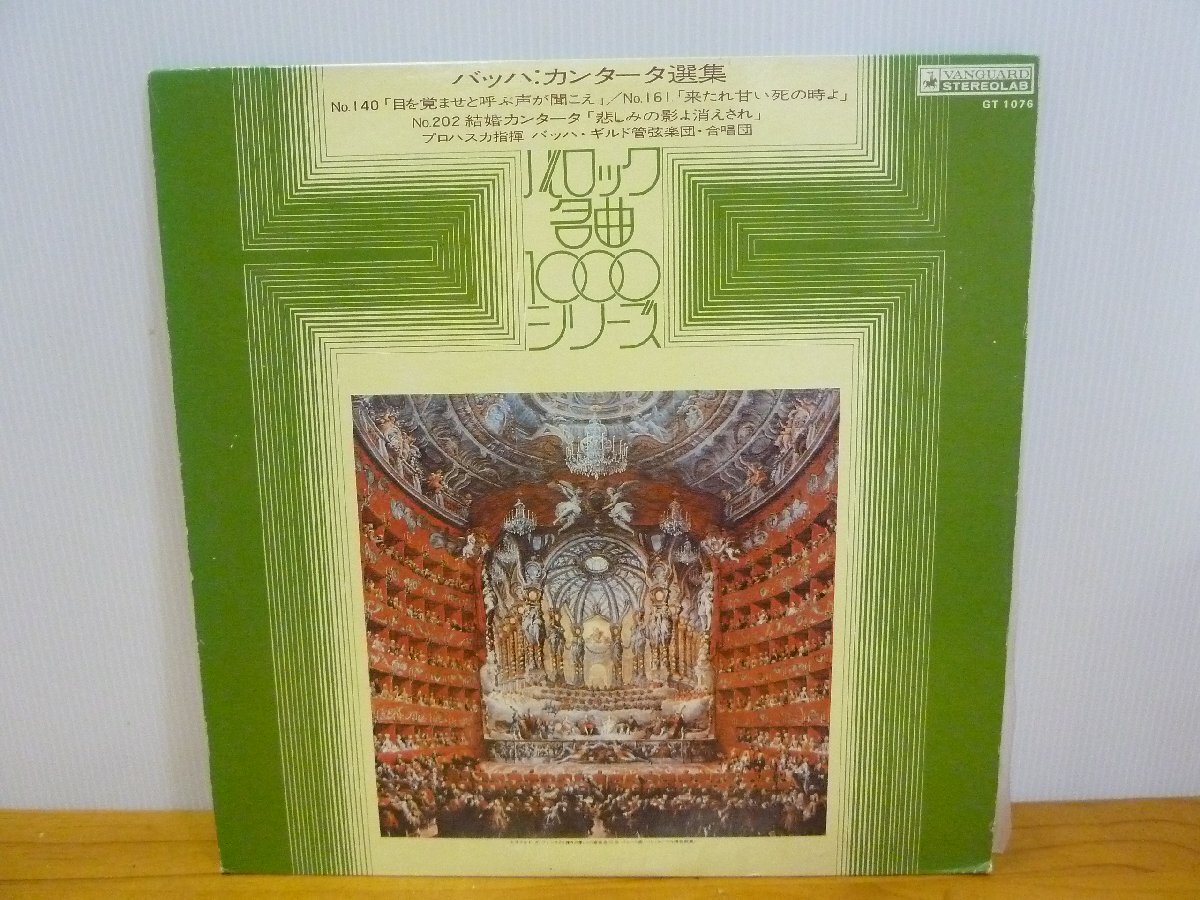 バッハ:カンタータ選集
No.140「目を覚ませと呼ぶ声が聞こえ」/No.161「来たれ甘い死の時よ」
No.202 結婚カンタータ「悲しみの影よ消えされ」
プロハスカ指揮 バッハ・ギルド管弦楽団・合唱団
VANGUARD
STEREOLAB
GT 1076
バロック
名曲
1000
シリーズ